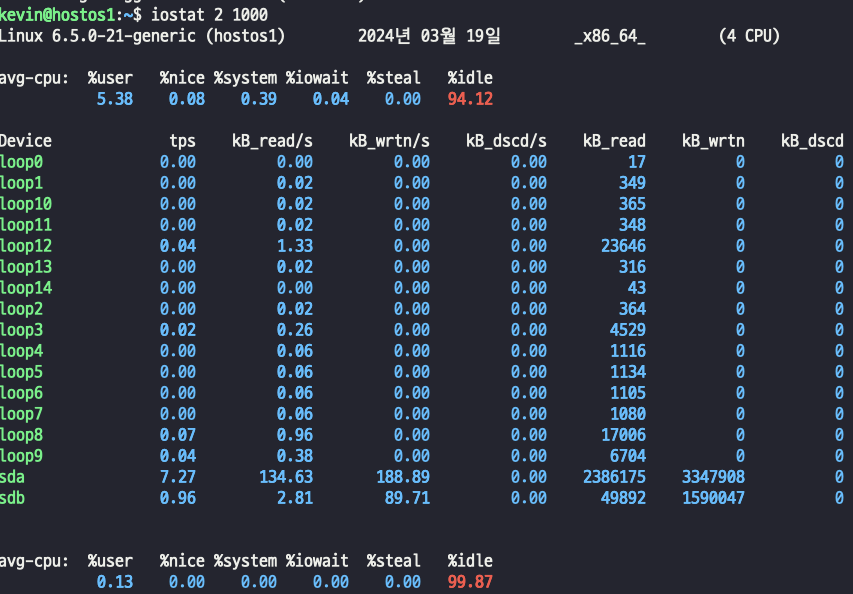 kevin@hostos1:~$ iostat 2 1000
Linux 6.5.0-21-generic (hostos1) 2024년 03월 19일 _x86_64_ (4 CPU)
avg-cpu: %user %nice %system %iowait %steal %idle
5.38 0.08 0.39 0.04 0.00 94.12
Device tps kB_read/s kB_wrtn/s kB_dscd/s kB_read kB_wrtn kB_dscd
loop0 0.00 0.00 0.00 0.00 17 0 0
loop1 0.00 0.02 0.00 0.00 349 0 0
loop10 0.00 0.02 0.00 0.00 365 0 0
loop11 0.00 0.02 0.00 0.00 348 0 0
loop12 0.04 1.33 0.00 0.00 23646 0 0
loop13 0.00 0.02 0.00 0.00 316 0 0
loop14 0.00 0.00 0.00 0.00 43 0 0
loop2 0.00 0.02 0.00 0.00 364 0 0
loop3 0.02 0.26 0.00 0.00 4529 0 0
loop4 0.00 0.06 0.00 0.00 1116 0 0
loop5 0.00 0.06 0.00 0.00 1134 0 0
loop6 0.00 0.06 0.00 0.00 1105 0 0
loop7 0.00 0.06 0.00 0.00 1080 0 0
loop8 0.07 0.96 0.00 0.00 17006 0 0
loop9 0.04 0.38 0.00 0.00 6704 0 0
sda 7.27 134.63 188.89 0.00 2386175 3347908 0
sdb 0.96 2.81 89.71 0.00 49892 1590047 0
avg-cpu: %user %nice %system %iowait %steal %idle
0.13 0.00 0.00 0.00 0.00 99.87